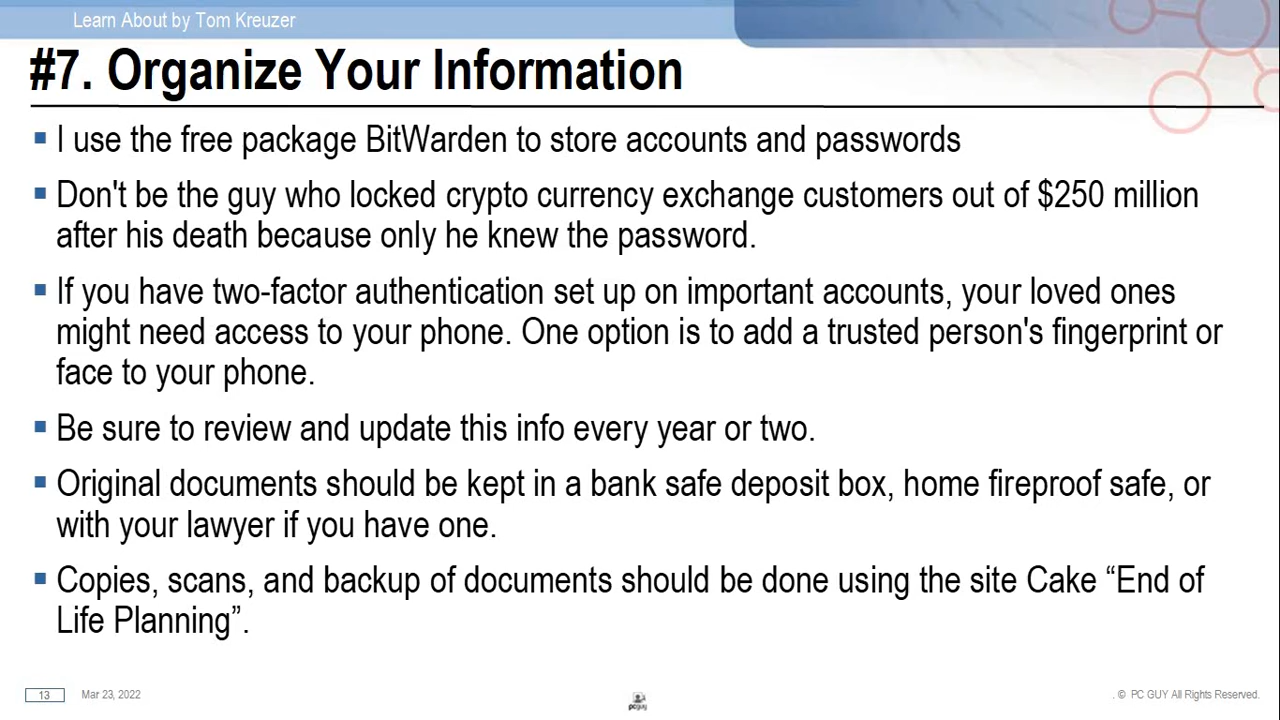 Learn About by Tom Kreuzer
#7. Organize Your Information
I use the free package BitWarden to store accounts and passwords
Don't be the guy who locked crypto currency exchange customers out of $250 million
after his death because only he knew the password.
If you have two-factor authentication set up on important accounts, your loved ones
might need access to your phone. One option is to add a trusted person's fingerprint or
face to your phone.
Be sure to review and update this info every year or two.
Original documents should be kept in a bank safe deposit box, home fireproof safe, or
with your lawyer if you have one.
Copies, scans, and backup of documents should be done using the site Cake “End of
Life Planning”.
13 Mar 23, 2022
pcguy
. © PC GUY All Rights Reserved.